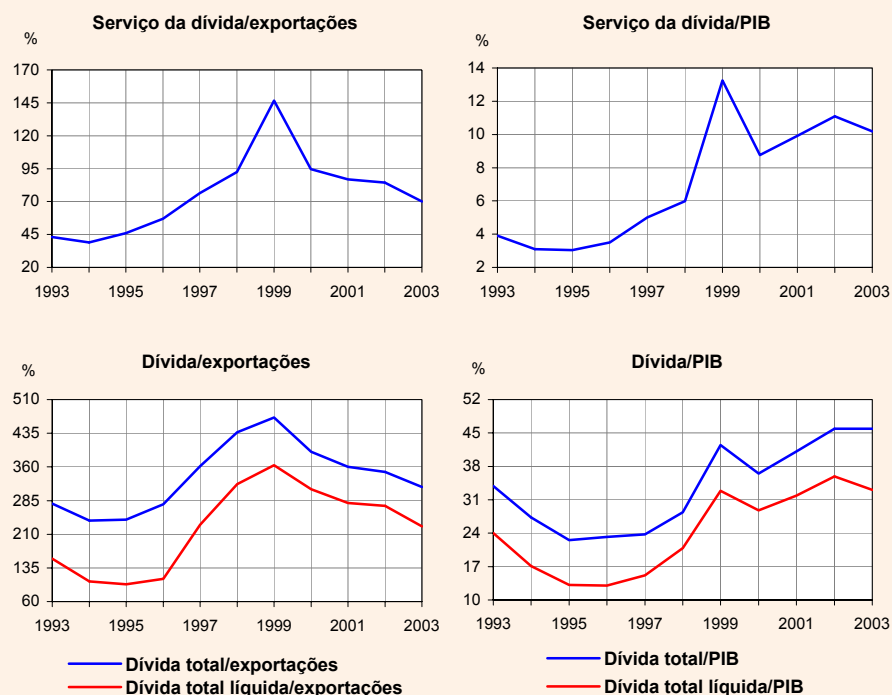 Serviço da dívida/exportações
%
170
145
120
95
70
45
20
1993 1995 1997 1999 2001 2003
Serviço da dívida/PIB
%
14
12
10
8
6
4
2
1993 1995 1997 1999 2001 2003
Dívida/exportações
%
510
435
360
285
210
135
60
1993 1995 1997 1999 2001 2003
Dívida total/exportações
Dívida total líquida/exportações
Dívida/PIB
%
52
45
38
31
24
17
10
1993 1995 1997 1999 2001 2003
Dívida total/PIB
Dívida total líquida/PIB